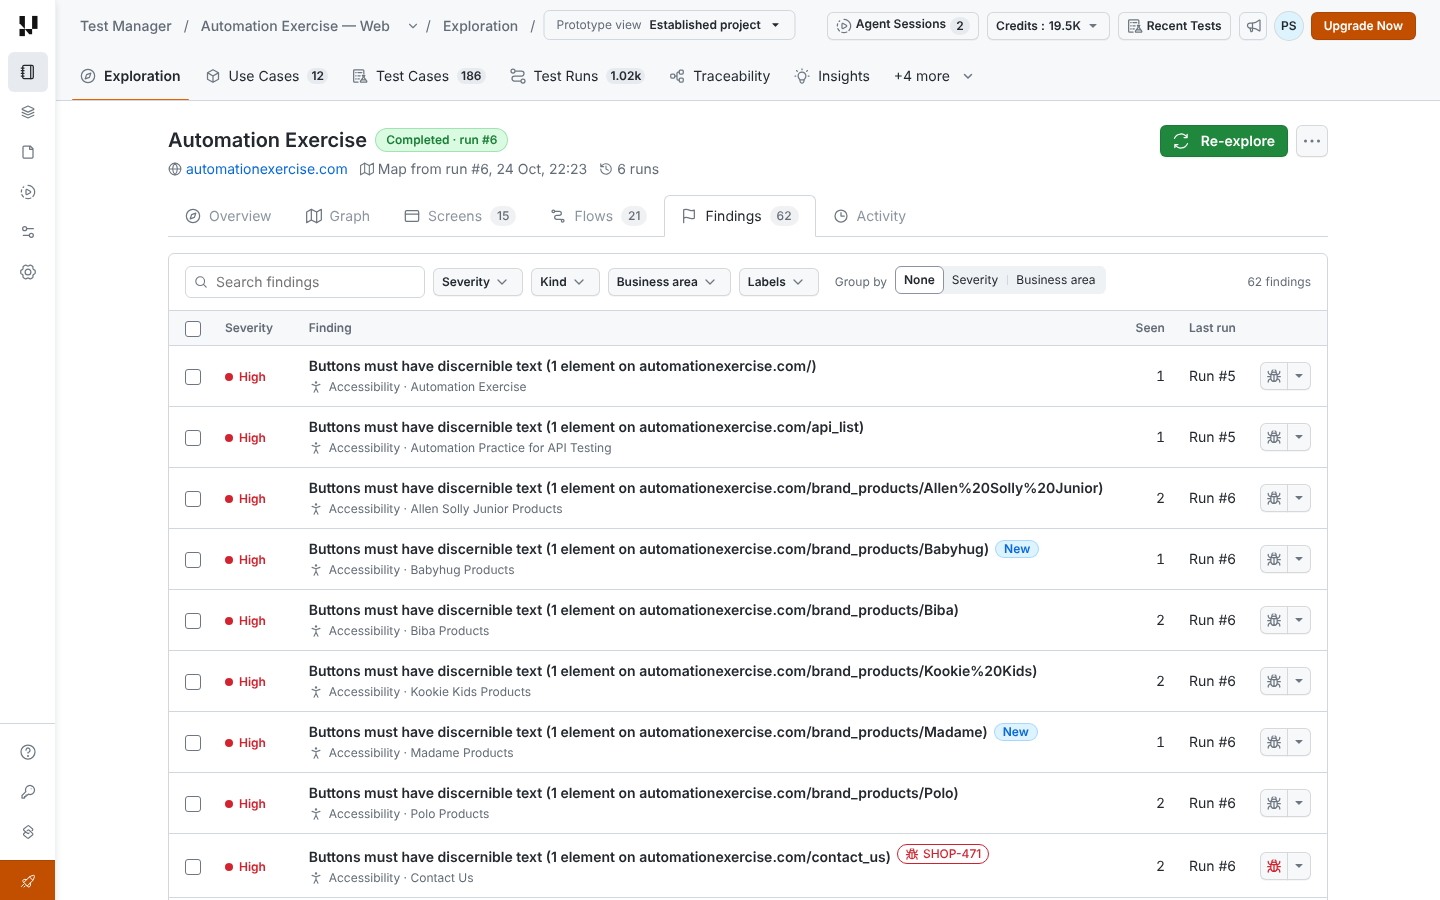 Test Manager / Automation Exercise — Web / Exploration / Prototype view Established project Agent Sessions 2 Credits : 19.5K Recent Tests PS Upgrade Now
Exploration Use Cases 12 Test Cases 186 Test Runs 1.02k Traceability Insights +4 more
Automation Exercise Completed · run #6 Re-explore
automationexercise.com Map from run #6, 24 Oct, 22:23 6 runs
Overview Graph Screens 15 Flows 21 Findings 62 Activity
Search findings Severity Kind Business area Labels Group by None Severity Business area 62 findings
Severity Finding Seen Last run
Buttons must have discernible text (1 element on automationexercise.com/)
High 1 Run #5
Accessibility · Automation Exercise
Buttons must have discernible text (1 element on automationexercise.com/api_list)
High 1 Run #5
Accessibility · Automation Practice for API Testing
Buttons must have discernible text (1 element on automationexercise.com/brand_products/Allen%20Solly%20Junior)
High 2 Run #6
Accessibility · Allen Solly Junior Products
Buttons must have discernible text (1 element on automationexercise.com/brand_products/Babyhug) New
High 1 Run #6
Accessibility · Babyhug Products
Buttons must have discernible text (1 element on automationexercise.com/brand_products/Biba)
High 2 Run #6
Accessibility · Biba Products
Buttons must have discernible text (1 element on automationexercise.com/brand_products/Kookie%20Kids)
High 2 Run #6
Accessibility · Kookie Kids Products
Buttons must have discernible text (1 element on automationexercise.com/brand_products/Madame) New
High 1 Run #6
Accessibility · Madame Products
Buttons must have discernible text (1 element on automationexercise.com/brand_products/Polo)
High 2 Run #6
Accessibility · Polo Products
Buttons must have discernible text (1 element on automationexercise.com/contact_us) SHOP-471
High 2 Run #6
Accessibility · Contact Us